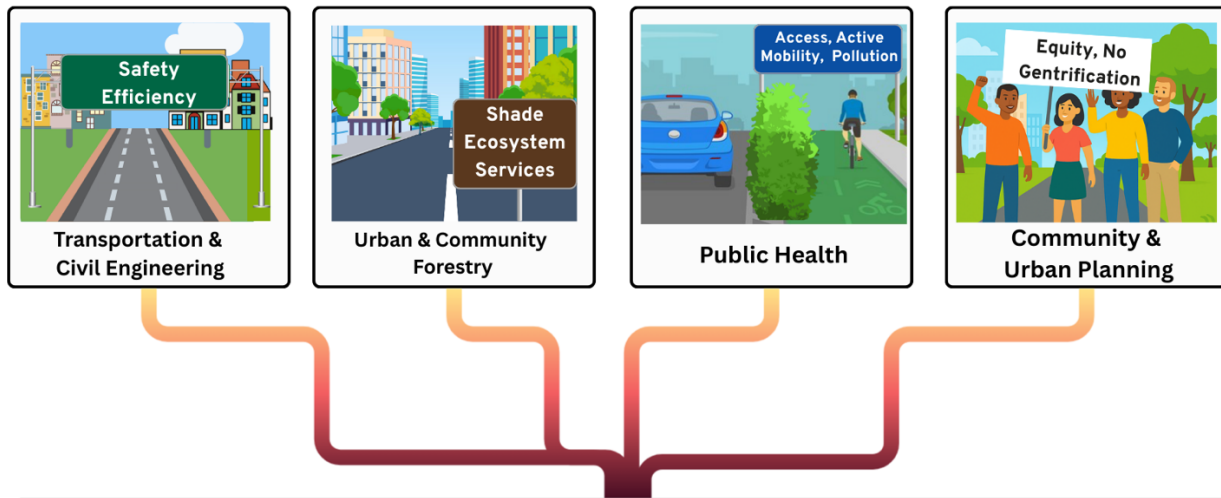 Safety
Efficiency
Transportation &
Civil Engineering
Shade
Ecosystem
Services
Urban & Community
Forestry
Access, Active
Mobility, Pollution
Public Health
Equity, No
Gentrification
Community &
Urban Planning